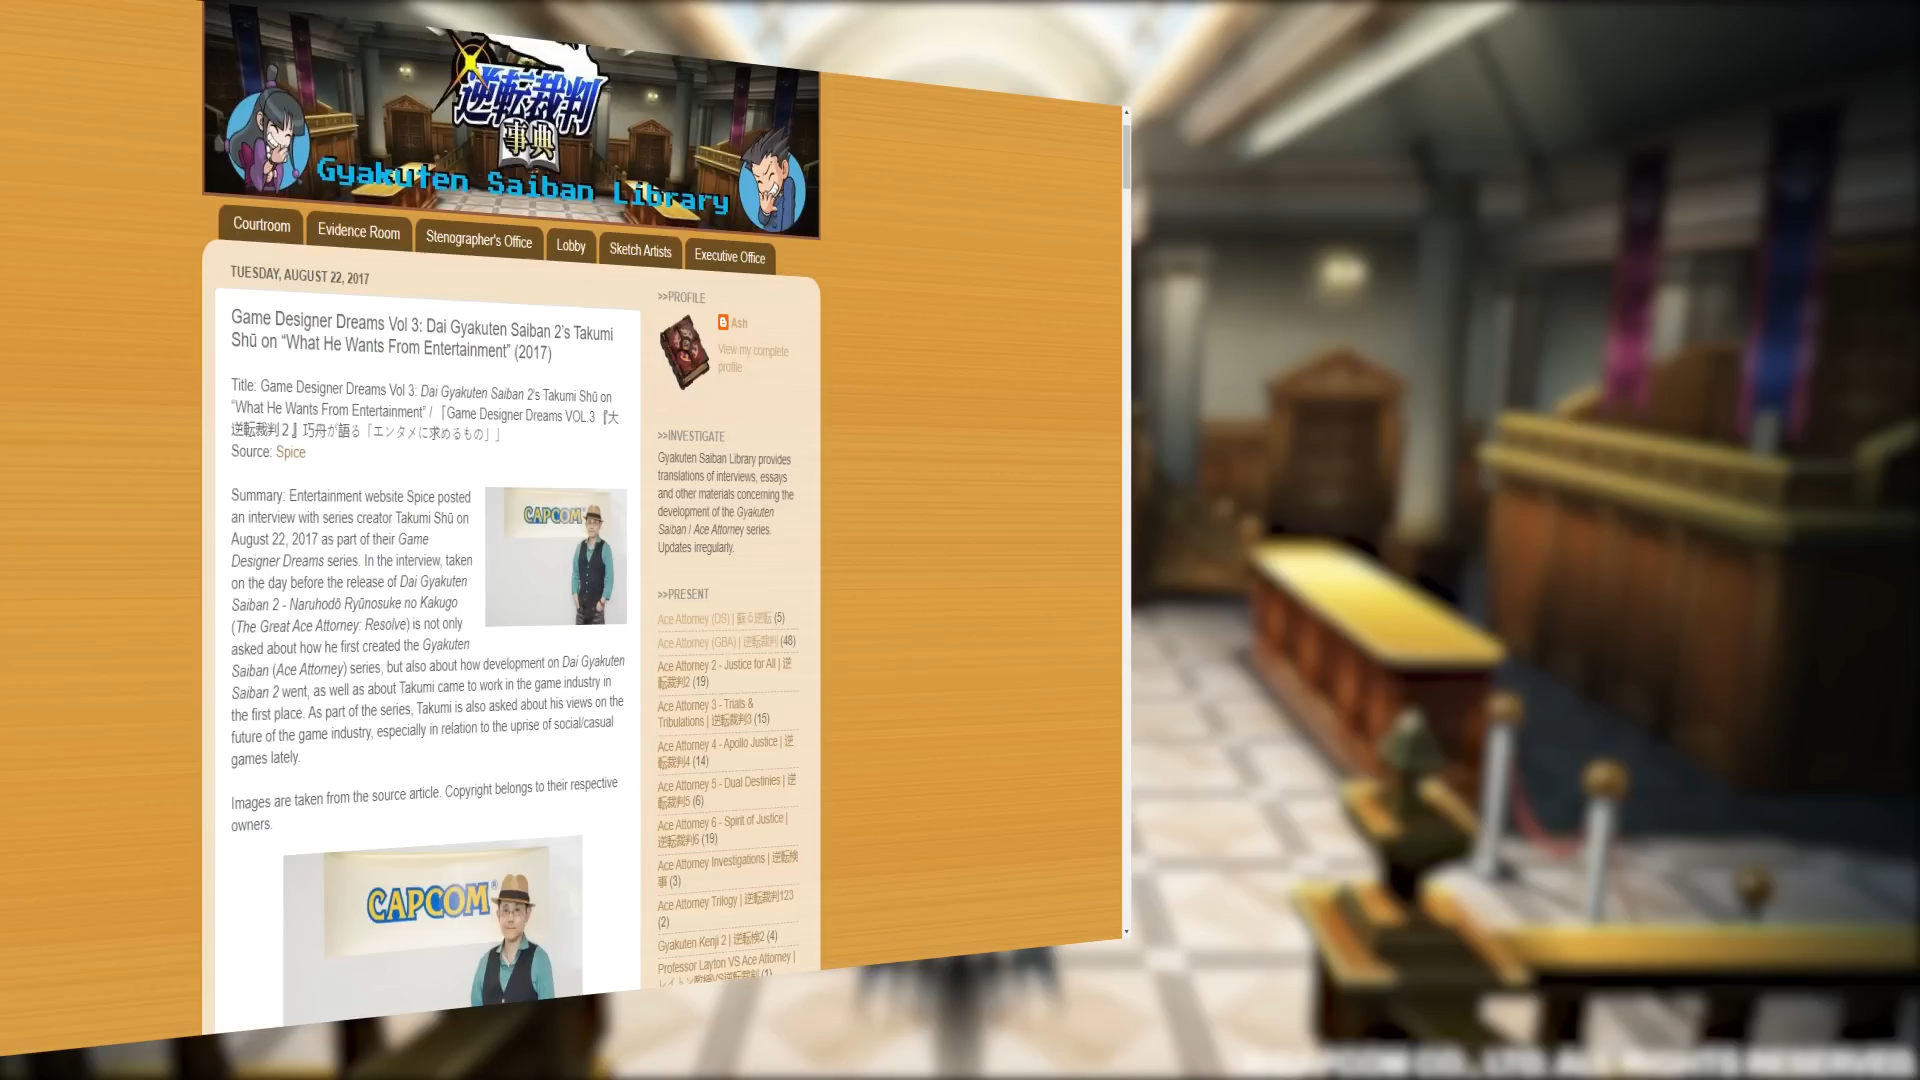 逆転裁判
事典
Gyakuten Saiban Library
Courtroom
Evidence Room
Stenographer's Office
Lobby
Sketch Artists
Executive Office
TUESDAY, AUGUST 22, 2017
Game Designer Dreams Vol 3: Dai Gyakuten Saiban 2's Takumi
Shū on “What He Wants From Entertainment” (2017)
Title: Game Designer Dreams Vol 3: Dai Gyakuten Saiban 2's Takumi Shū on
“What He Wants From Entertainment” / 「Game Designer Dreams VOL.3 『大
逆転裁判２』巧舟が語る「エンタメに求めるもの」」
Source: Spice
Summary: Entertainment website Spice posted
an interview with series creator Takumi Shū on
August 22, 2017 as part of their Game
Designer Dreams series. In the interview, taken
on the day before the release of Dai Gyakuten
Saiban 2 - Naruhodō Ryūnosuke no Kakugo
(The Great Ace Attorney: Resolve) is not only
asked about how he first created the Gyakuten
Saiban (Ace Attorney) series, but also about how development on Dai Gyakuten
Saiban 2 went, as well as about Takumi came to work in the game industry in
the first place. As part of the series, Takumi is also asked about his views on the
future of the game industry, especially in relation to the uprise of social/casual
games lately.
CAPCOM
Images are taken from the source article. Copyright belongs to their respective
owners.
CAPCOM®
>>PROFILE
Ash
View my complete
profile
>>INVESTIGATE
Gyakuten Saiban Library provides
translations of interviews, essays
and other materials concerning the
development of the Gyakuten
Saiban / Ace Attorney series.
Updates irregularly.
>>PRESENT
Ace Attorney (DS) | 蘇る逆転 (5)
Ace Attorney (GBA) | 逆転裁判 (48)
Ace Attorney 2 - Justice for All | 逆
転裁判2 (19)
Ace Attorney 3 - Trials &
Tribulations | 逆転裁判3 (15)
Ace Attorney 4 - Apollo Justice | 逆
転裁判4 (14)
Ace Attorney 5 - Dual Destinies | 逆
転裁判5 (6)
Ace Attorney 6 - Spirit of Justice |
逆転裁判6 (19)
Ace Attorney Investigations | 逆転検
事 (3)
Ace Attorney Trilogy | 逆転裁判123
(2)
Gyakuten Kenji 2 | 逆転検2 (4)
Professor Layton VS Ace Attorney |
レイトン教授VS逆転裁判 (1)
CAPCOM CO., LTD. ALL RIGHTS RESERVED.